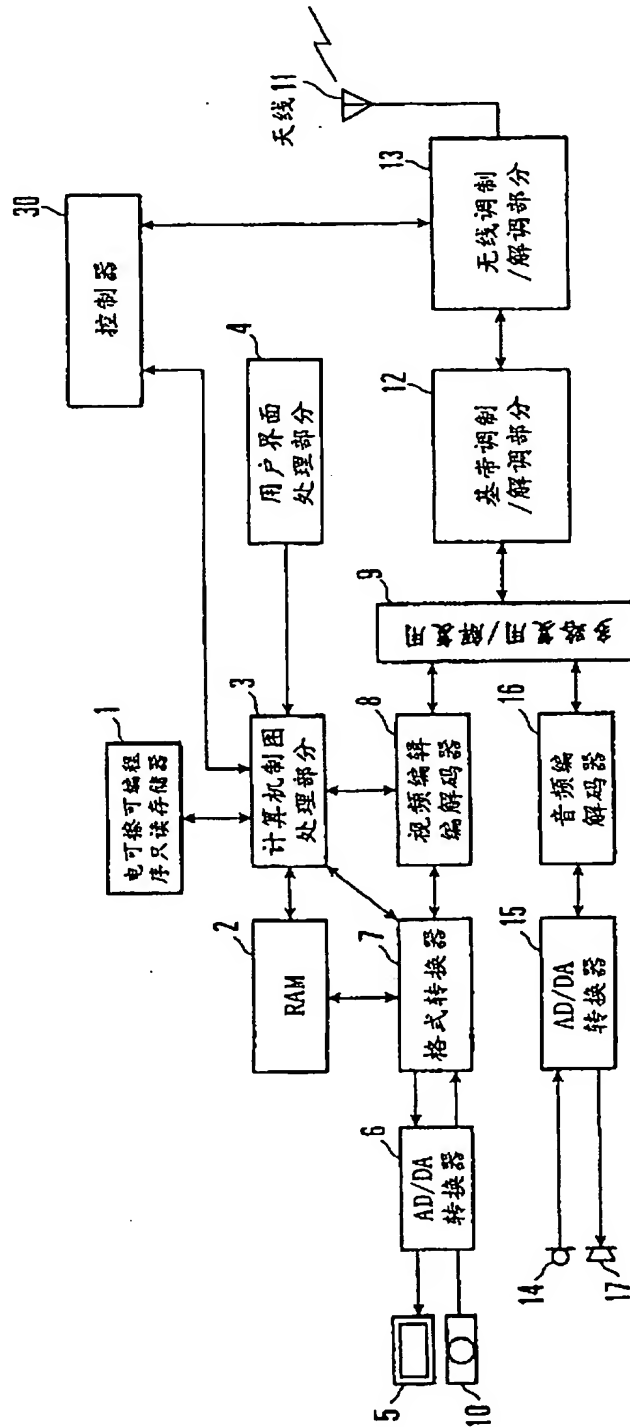 30
控制器
天线11
13
无线调制
/解调部分
4
用户界面
处理部分
12
基带调制
/解调部分
9
1
电可擦可编程
序只读存储器
3
计算机制图
处理部分
8
视频编辑
编解码器
16
音频编
解码器
2
RAM
7
格式转换器
15
AD/DA
转换器
6
AD/DA
转换器
5
10
14
17